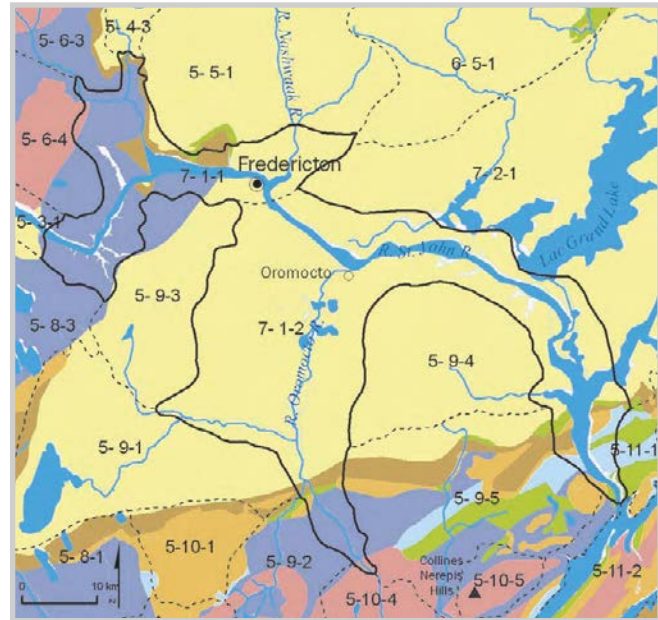 5- 4-3
5- 6-3
5- 5-1
R. Nashwaak R.
6- 5-1
5- 6-4
Fredericton
7- 1-1
7- 2-1
5- 3-1
Lac Grand Lake
R. St. John R.
Oromocto
5- 9-3
5- 8-3
7- 1-2
R. Oromocto R.
5- 9-4
5- 9-1
5-11-1
5- 9-5
5- 8-1
5-10-1
5- 9-2
Collines
Nerepis
Hills
5-10-5
5-11-2
5-10-4
0 10 km